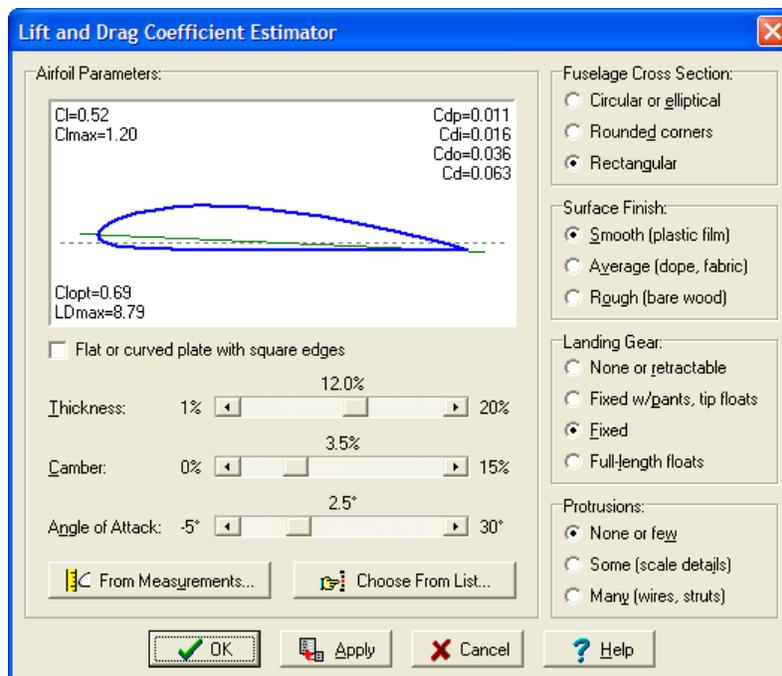 Lift and Drag Coefficient Estimator
Airfoil Parameters:
Cl=0.52
Clmax=1.20
Cdp=0.011
Cdi=0.016
Cdo=0.036
Cd=0.063
Clopt=0.69
LDmax=8.79
Flat or curved plate with square edges
12.0%
Thickness: 1% 20%
3.5%
Camber: 0% 15%
2.5°
Angle of Attack: -5° 30°
From Measurements...
Choose From List...
Fuselage Cross Section:
Circular or elliptical
Rounded corners
Rectangular
Surface Finish:
Smooth (plastic film)
Average (dope, fabric)
Rough (bare wood)
Landing Gear:
None or retractable
Fixed w/pants, tip floats
Fixed
Full-length floats
Protrusions:
None or few
Some (scale details)
Many (wires, struts)
OK
Apply
Cancel
Help